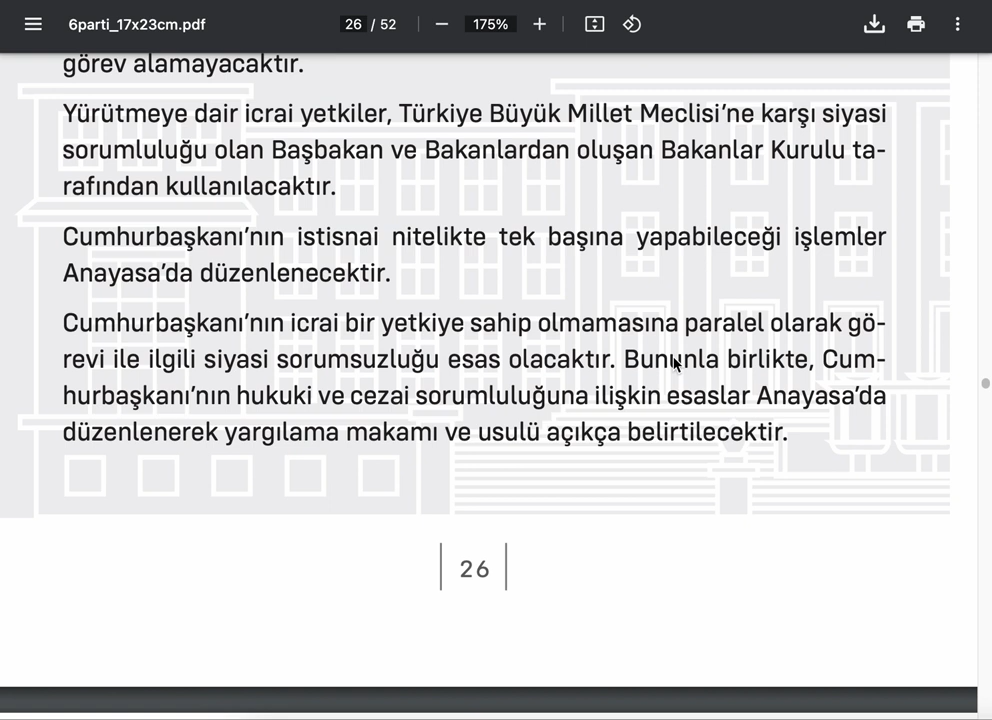 6parti_17x23cm.pdf 26 / 52 175%
görev alamayacaktır.
Yürütmeye dair icrai yetkiler, Türkiye Büyük Millet Meclisi’ne karşı siyasi
sorumluluğu olan Başbakan ve Bakanlardan oluşan Bakanlar Kurulu ta-
rafından kullanılacaktır.
Cumhurbaşkanı’nın istisnai nitelikte tek başına yapabileceği işlemler
Anayasa’da düzenlenecektir.
Cumhurbaşkanı’nın icrai bir yetkiye sahip olmamasına paralel olarak gö-
revi ile ilgili siyasi sorumsuzluğu esas olacaktır. Bununla birlikte, Cum-
hurbaşkanı’nın hukuki ve cezai sorumluluğuna ilişkin esaslar Anayasa’da
düzenlenerek yargılama makamı ve usulü açıkça belirtilecektir.
26